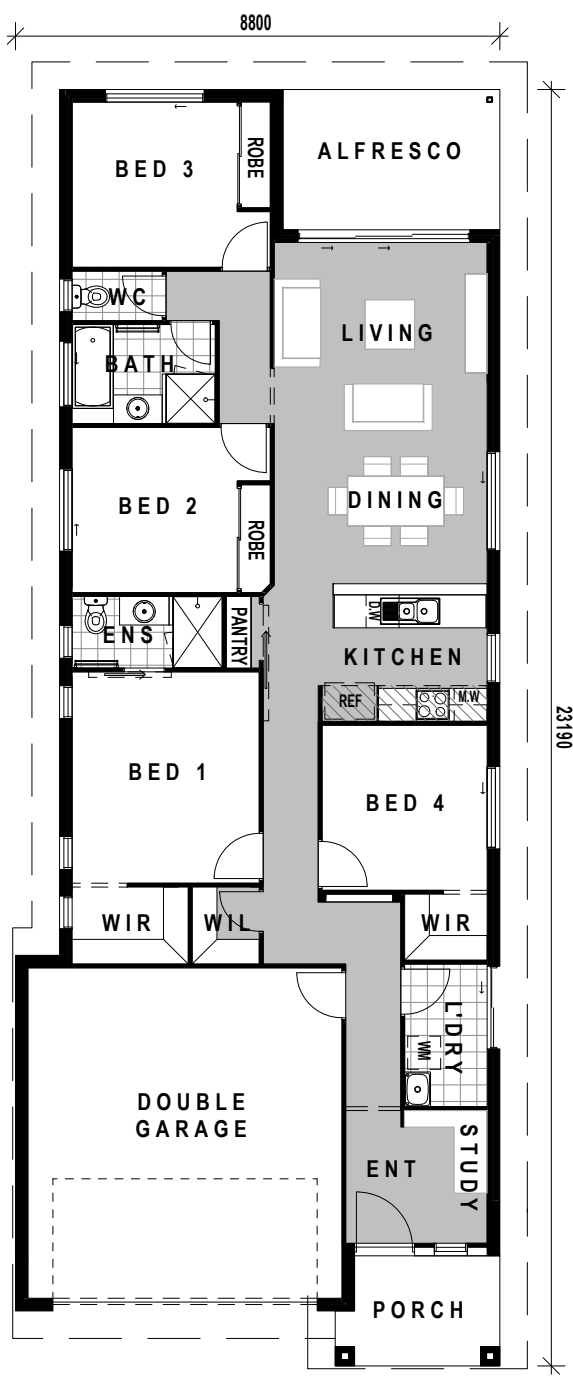 8800
BED 3
ROBE
ALFRESCO
WC
LIVING
BATH
BED 2
ROBE
DINING
ENS
PANTRY
D.W
KITCHEN
REF
M.W
23190
BED 1
BED 4
WIR
WIL
WIR
L'DRY
WM
DOUBLE
GARAGE
ENT
STUDY
PORCH